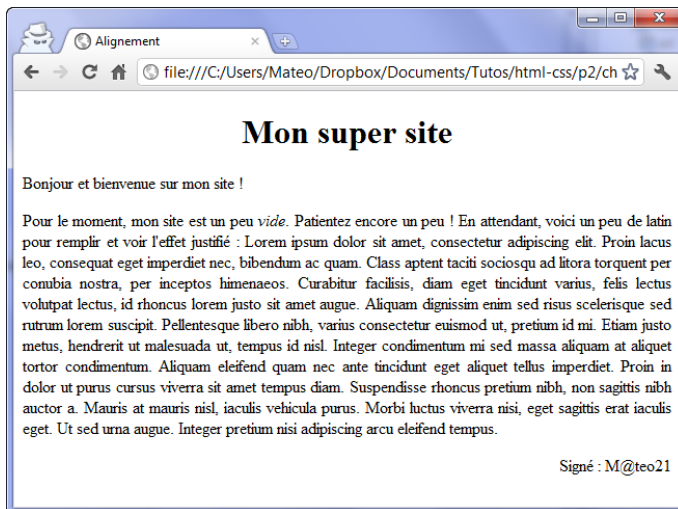 Alignement
file:///C:/Users/Mateo/Dropbox/Documents/Tutos/html-css/p2/ch
Mon super site
Bonjour et bienvenue sur mon site !
Pour le moment, mon site est un peu vide. Patientez encore un peu ! En attendant, voici un peu de latin
pour remplir et voir l'effet justifié : Lorem ipsum dolor sit amet, consectetur adipiscing elit. Proin lacus
leo, consequat eget imperdiet nec, bibendum ac quam. Class aptent taciti sociosqu ad litora torquent per
conubia nostra, per inceptos himenaeos. Curabitur facilisis, diam eget tincidunt varius, felis lectus
volutpat lectus, id rhoncus lorem justo sit amet augue. Aliquam dignissim enim sed risus scelerisque sed
rutrum lorem suscipit. Pellentesque libero nibh, varius consectetur euismod ut, pretium id mi. Etiam justo
metus, hendrerit ut malesuada ut, tempus id nisl. Integer condimentum mi sed massa aliquam at aliquet
tortor condimentum. Aliquam eleifend quam nec ante tincidunt eget aliquet tellus imperdiet. Proin in
dolor ut purus cursus viverra sit amet tempus diam. Suspendisse rhoncus pretium nibh, non sagittis nibh
auctor a. Mauris at mauris nisl, iaculis vehicula purus. Morbi luctus viverra nisi, eget sagittis erat iaculis
eget. Ut sed urna augue. Integer pretium nisi adipiscing arcu eleifend tempus.
Signé : M@teo21